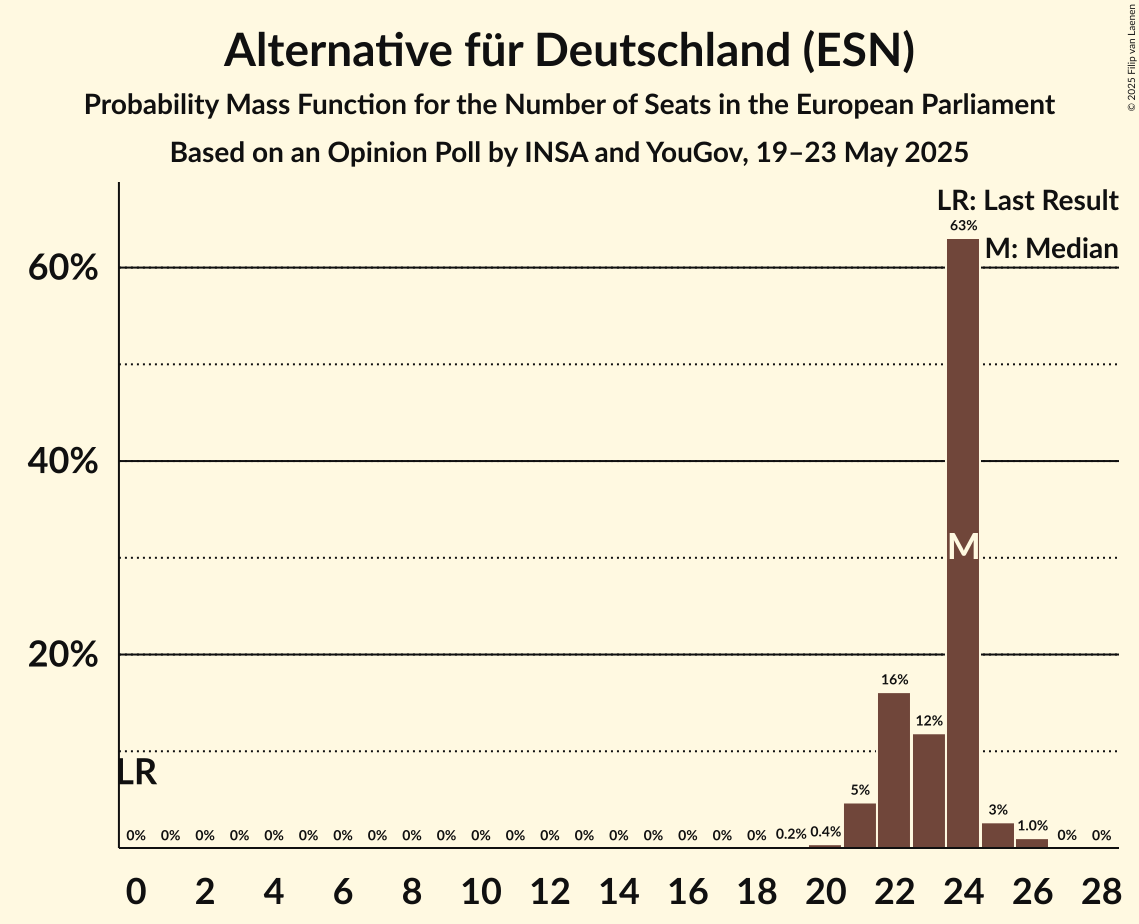 Alternative für Deutschland (ESN)
Probability Mass Function for the Number of Seats in the European Parliament
Based on an Opinion Poll by INSA and YouGov, 19–23 May 2025
© 2025 Filip van Laenen
LR: Last Result
M: Median
63%
60%
40%
M
20%
16%
12%
LR
5%
3%
0% 0% 0% 0% 0% 0% 0% 0% 0% 0% 0% 0% 0% 0% 0% 0% 0% 0% 0% 0.2% 0.4% 1.0% 0% 0%
0 2 4 6 8 10 12 14 16 18 20 22 24 26 28